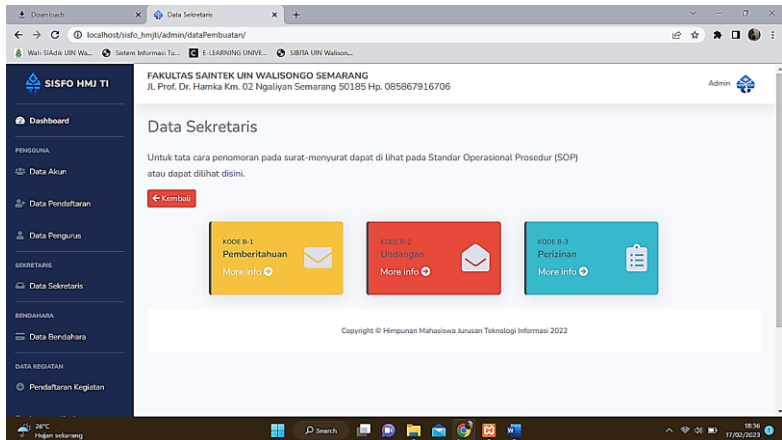 Downloads
Data Sekretaris
localhost/sisfo_hmjti/admin/dataPembuatan/
Wali-SIAdik UIN Wa...
Sistem Informasi Tu...
E-LEARNING UNIVE...
SIBITA UIN Walison...
SISFO HMJ TI
FAKULTAS SAINTEK UIN WALISONGO SEMARANG
Jl. Prof. Dr. Hamka Km. 02 Ngaliyan Semarang 50185 Hp. 085867916706
Admin
Dashboard
PENGGUNA
Data Akun
Data Pendaftaran
Data Pengurus
SEKRETARIS
Data Sekretaris
BENDAHARA
Data Bendahara
DATA KEGIATAN
Pendaftaran Kegiatan
Data Sekretaris
Untuk tata cara penomoran pada surat-menyurat dapat di lihat pada Standar Operasional Prosedur (SOP)
atau dapat dilihat disini.
Kembali
KODE B-1
Pemberitahuan
More info
KODE B-2
Undangan
More info
KODE B-3
Perizinan
More info
Copyright © Himpunan Mahasiswa Jurusan Teknologi Informasi 2022
26°C
Hujan sekarang
Search
18:36
17/02/2023